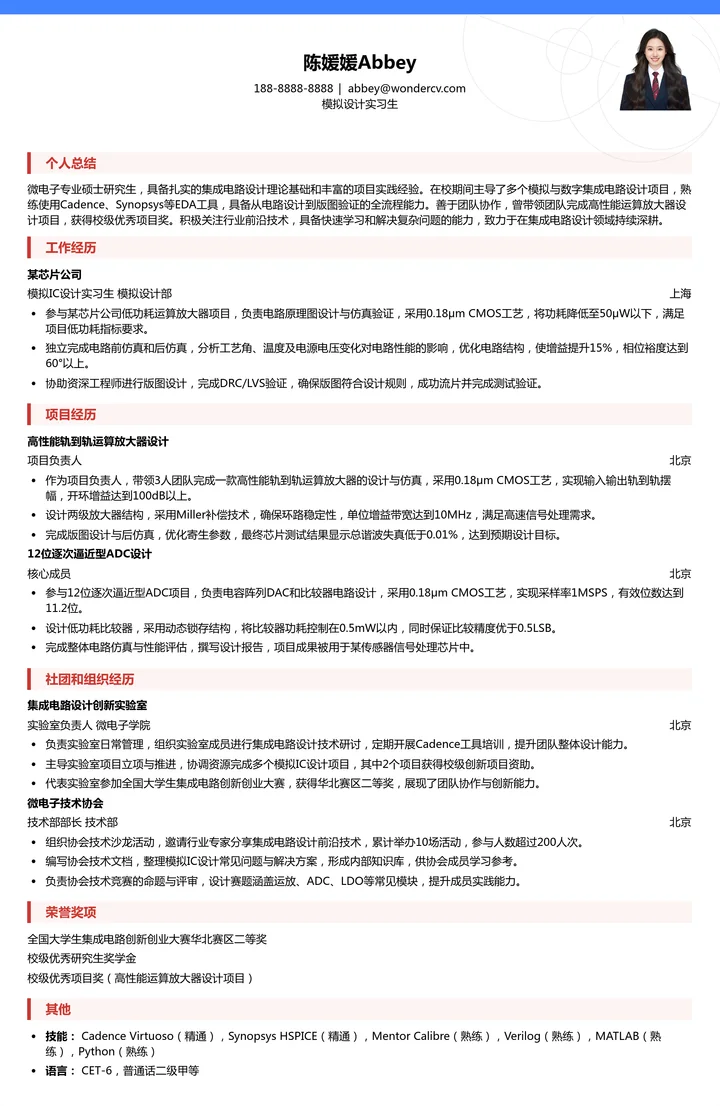 陈媛媛Abbey
188-8888-8888 | abbey@wondercv.com
模拟设计实习生
个人总结
微电子专业硕士研究生，具备扎实的集成电路设计理论基础和丰富的项目实践经验。在校期间主导了多个模拟与数字集成电路设计项目，熟
练使用Cadence、Synopsys等EDA工具，具备从电路设计到版图验证的全流程能力。善于团队协作，曾带领团队完成高性能运算放大器设
计项目，获得校级优秀项目奖。积极关注行业前沿技术，具备快速学习和解决复杂问题的能力，致力于在集成电路设计领域持续深耕。
工作经历
某芯片公司
模拟IC设计实习生 模拟设计部 上海
• 参与某芯片公司低功耗运算放大器项目，负责电路原理图设计与仿真验证，采用0.18μm CMOS工艺，将功耗降低至50μW以下，满足
项目低功耗指标要求。
• 独立完成电路前仿真和后仿真，分析工艺角、温度及电源电压变化对电路性能的影响，优化电路结构，使增益提升15%，相位裕度达到
60°以上。
• 协助资深工程师进行版图设计，完成DRC/LVS验证，确保版图符合设计规则，成功流片并完成测试验证。
项目经历
高性能轨到轨运算放大器设计
项目负责人 北京
• 作为项目负责人，带领3人团队完成一款高性能轨到轨运算放大器的设计与仿真，采用0.18μm CMOS工艺，实现输入输出轨到轨摆
幅，开环增益达到100dB以上。
• 设计两级放大器结构，采用Miller补偿技术，确保环路稳定性，单位增益带宽达到10MHz，满足高速信号处理需求。
• 完成版图设计与后仿真，优化寄生参数，最终芯片测试结果显示总谐波失真低于0.01%，达到预期设计目标。
12位逐次逼近型ADC设计
核心成员 北京
• 参与12位逐次逼近型ADC项目，负责电容阵列DAC和比较器电路设计，采用0.18μm CMOS工艺，实现采样率1MSPS，有效位数达到
11.2位。
• 设计低功耗比较器，采用动态锁存结构，将比较器功耗控制在0.5mW以内，同时保证比较精度优于0.5LSB。
• 完成整体电路仿真与性能评估，撰写设计报告，项目成果被用于某传感器信号处理芯片中。
社团和组织经历
集成电路设计创新实验室
实验室负责人 微电子学院 北京
• 负责实验室日常管理，组织实验室成员进行集成电路设计技术研讨，定期开展Cadence工具培训，提升团队整体设计能力。
• 主导实验室项目立项与推进，协调资源完成多个模拟IC设计项目，其中2个项目获得校级创新项目资助。
• 代表实验室参加全国大学生集成电路创新创业大赛，获得华北赛区二等奖，展现了团队协作与创新能力。
微电子技术协会
技术部部长 技术部 北京
• 组织协会技术沙龙活动，邀请行业专家分享集成电路设计前沿技术，累计举办10场活动，参与人数超过200人次。
• 编写协会技术文档，整理模拟IC设计常见问题与解决方案，形成内部知识库，供协会成员学习参考。
• 负责协会技术竞赛的命题与评审，设计赛题涵盖运放、ADC、LDO等常见模块，提升成员实践能力。
荣誉奖项
全国大学生集成电路创新创业大赛华北赛区二等奖
校级优秀研究生奖学金
校级优秀项目奖（高性能运算放大器设计项目）
其他
• 技能： Cadence Virtuoso（精通），Synopsys HSPICE（精通），Mentor Calibre（熟练），Verilog（熟练），MATLAB（熟
练），Python（熟练）
• 语言： CET-6，普通话二级甲等